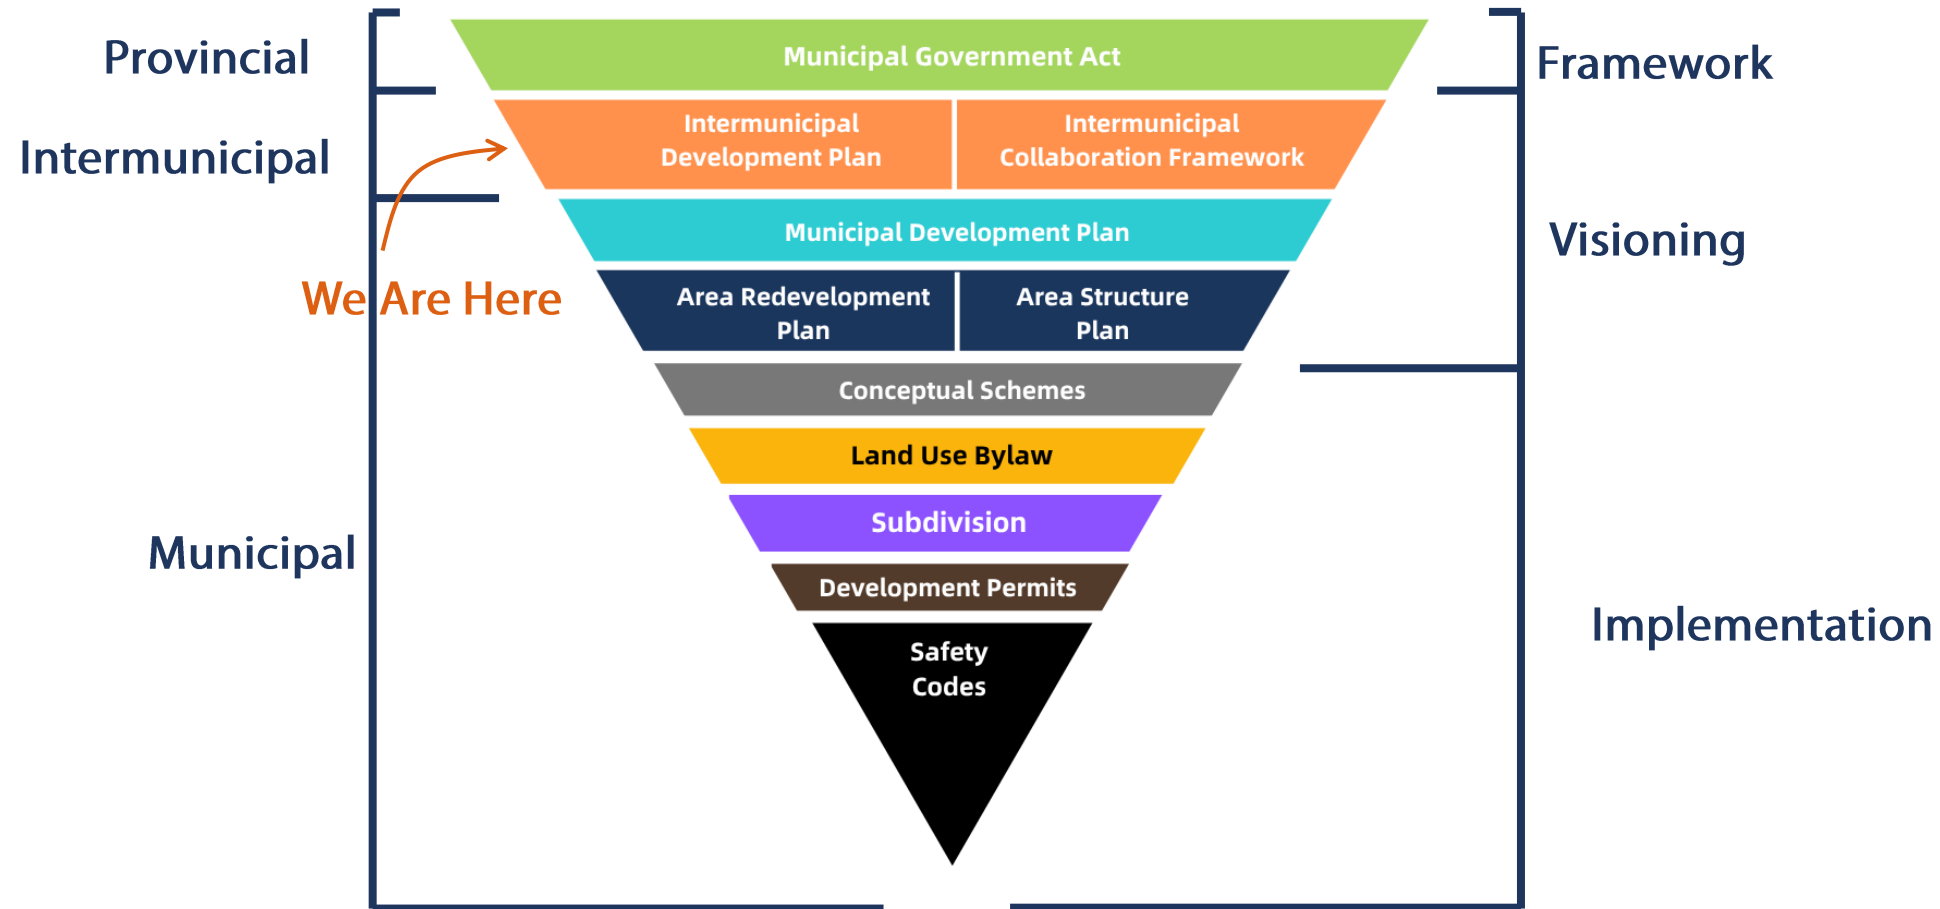 Provincial
Municipal Government Act
Framework
Intermunicipal
Intermunicipal
Development Plan
Intermunicipal
Collaboration Framework
Municipal Development Plan
Visioning
We Are Here
Area Redevelopment
Plan
Area Structure
Plan
Conceptual Schemes
Land Use Bylaw
Subdivision
Municipal
Development Permits
Implementation
Safety
Codes